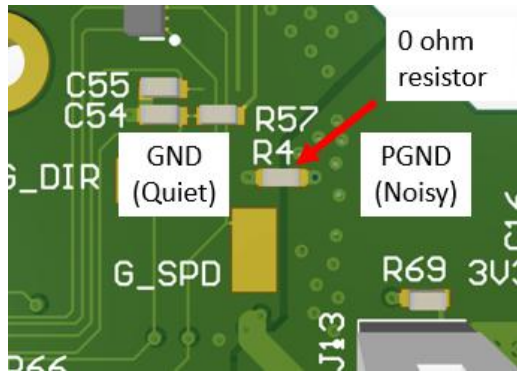 0 ohm
resistor
C55
C54
R57
R4
GND
(Quiet)
PGND
(Noisy)
G_DIR
G_SPD
R69
3V3
C16
J13
R66